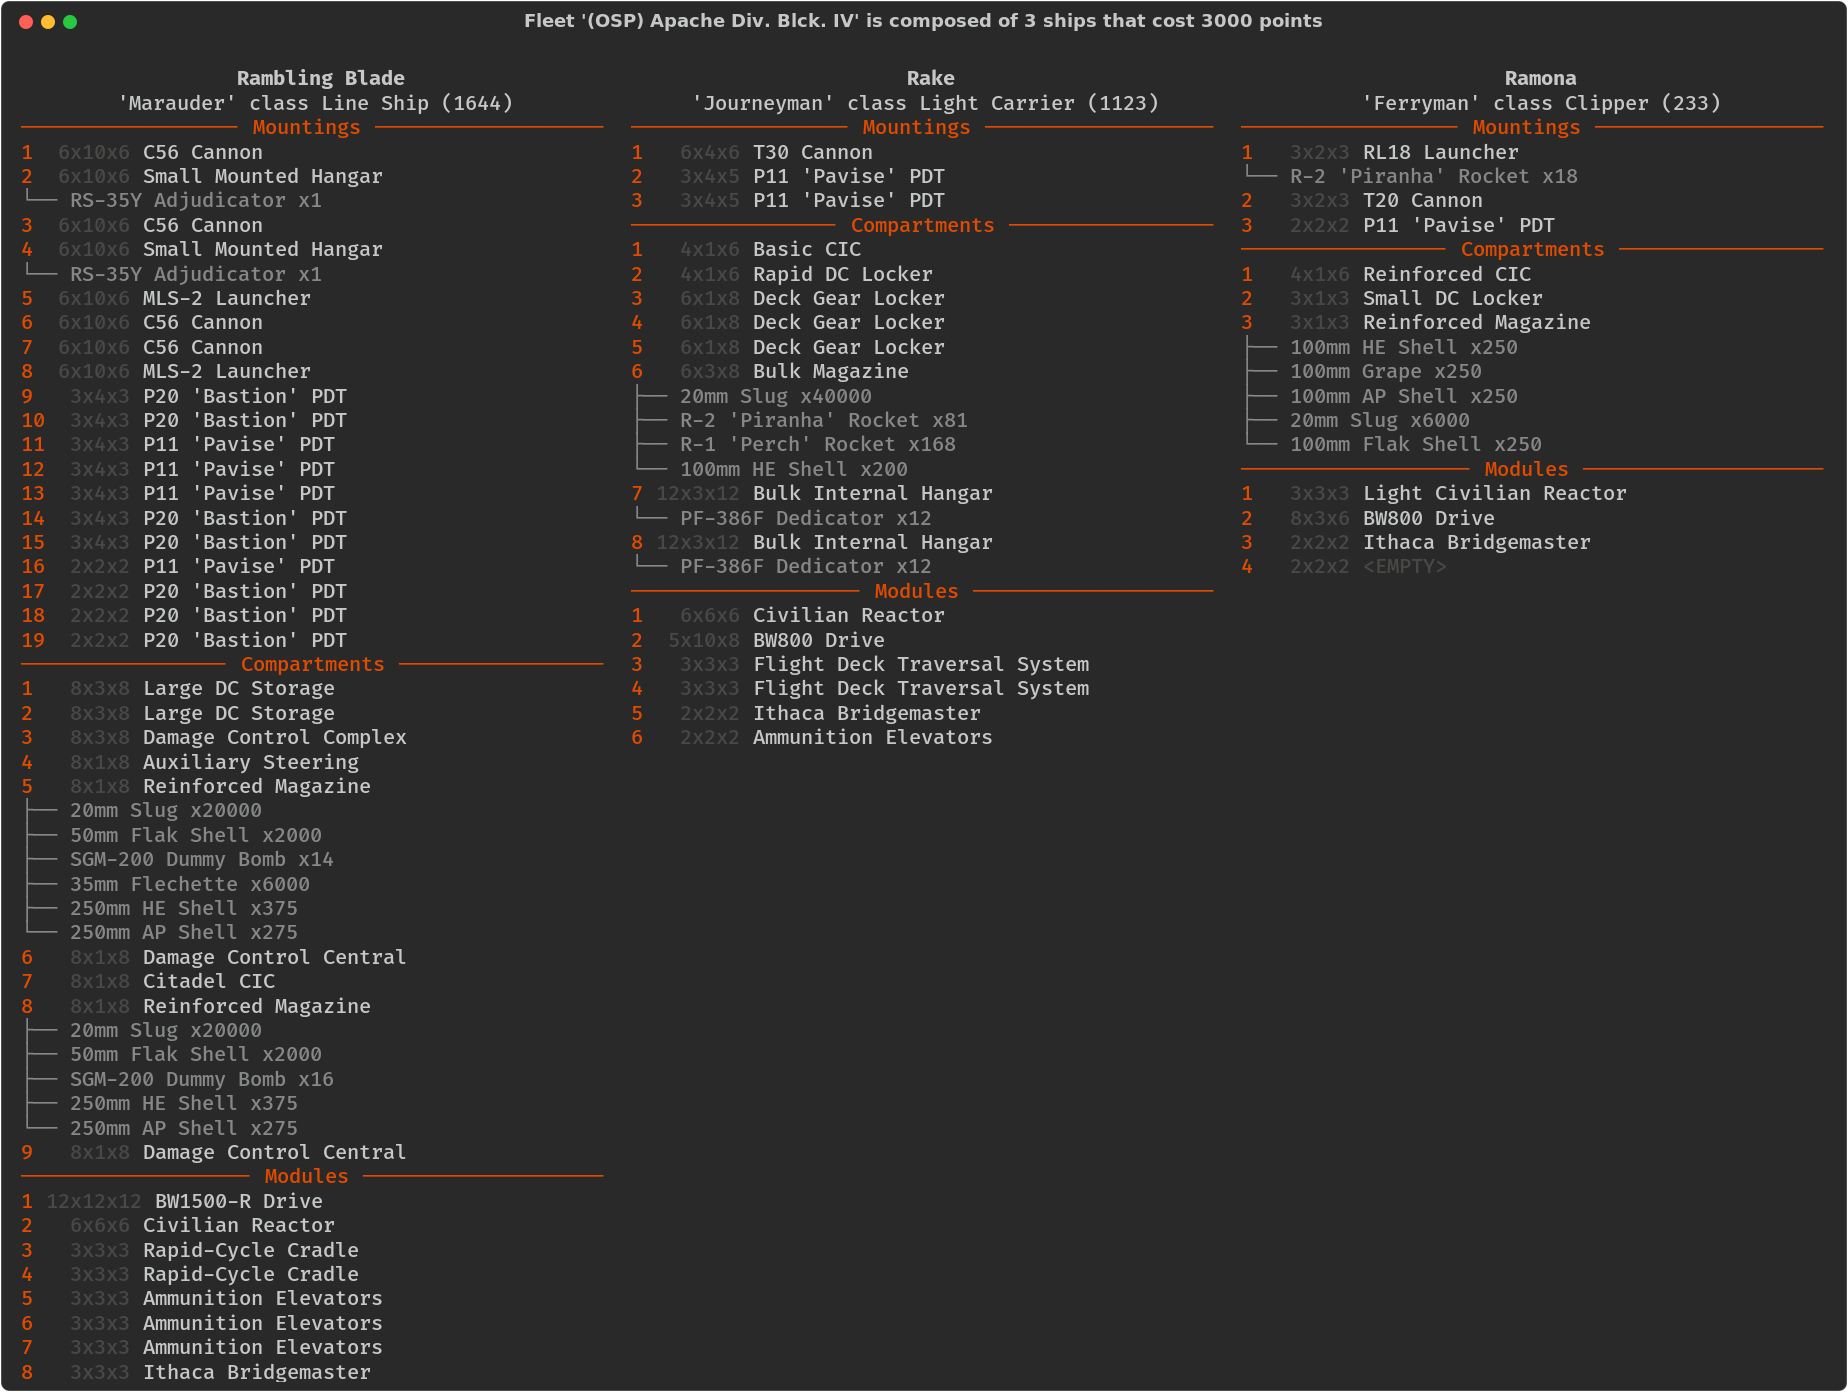 Fleet '(OSP) Apache Div. Blck. IV' is composed of 3 ships that cost 3000 points
Rambling Blade
'Marauder' class Line Ship (1644)
Mountings
1 6x10x6 C56 Cannon
2 6x10x6 Small Mounted Hangar
└── RS-35Y Adjudicator x1
3 6x10x6 C56 Cannon
4 6x10x6 Small Mounted Hangar
└── RS-35Y Adjudicator x1
5 6x10x6 MLS-2 Launcher
6 6x10x6 C56 Cannon
7 6x10x6 C56 Cannon
8 6x10x6 MLS-2 Launcher
9 3x4x3 P20 'Bastion' PDT
10 3x4x3 P20 'Bastion' PDT
11 3x4x3 P11 'Pavise' PDT
12 3x4x3 P11 'Pavise' PDT
13 3x4x3 P11 'Pavise' PDT
14 3x4x3 P20 'Bastion' PDT
15 3x4x3 P20 'Bastion' PDT
16 2x2x2 P11 'Pavise' PDT
17 2x2x2 P20 'Bastion' PDT
18 2x2x2 P20 'Bastion' PDT
19 2x2x2 P20 'Bastion' PDT
Compartments
1 8x3x8 Large DC Storage
2 8x3x8 Large DC Storage
3 8x3x8 Damage Control Complex
4 8x1x8 Auxiliary Steering
5 8x1x8 Reinforced Magazine
├── 20mm Slug x20000
├── 50mm Flak Shell x2000
├── SGM-200 Dummy Bomb x14
├── 35mm Flechette x6000
├── 250mm HE Shell x375
└── 250mm AP Shell x275
6 8x1x8 Damage Control Central
7 8x1x8 Citadel CIC
8 8x1x8 Reinforced Magazine
├── 20mm Slug x20000
├── 50mm Flak Shell x2000
├── SGM-200 Dummy Bomb x16
├── 250mm HE Shell x375
└── 250mm AP Shell x275
9 8x1x8 Damage Control Central
Modules
1 12x12x12 BW1500-R Drive
2 6x6x6 Civilian Reactor
3 3x3x3 Rapid-Cycle Cradle
4 3x3x3 Rapid-Cycle Cradle
5 3x3x3 Ammunition Elevators
6 3x3x3 Ammunition Elevators
7 3x3x3 Ammunition Elevators
8 3x3x3 Ithaca Bridgemaster
Rake
'Journeyman' class Light Carrier (1123)
Mountings
1 6x4x6 T30 Cannon
2 3x4x5 P11 'Pavise' PDT
3 3x4x5 P11 'Pavise' PDT
Compartments
1 4x1x6 Basic CIC
2 4x1x6 Rapid DC Locker
3 6x1x8 Deck Gear Locker
4 6x1x8 Deck Gear Locker
5 6x1x8 Deck Gear Locker
6 6x3x8 Bulk Magazine
├── 20mm Slug x40000
├── R-2 'Piranha' Rocket x81
├── R-1 'Perch' Rocket x168
└── 100mm HE Shell x200
7 12x3x12 Bulk Internal Hangar
└── PF-386F Dedicator x12
8 12x3x12 Bulk Internal Hangar
└── PF-386F Dedicator x12
Modules
1 6x6x6 Civilian Reactor
2 5x10x8 BW800 Drive
3 3x3x3 Flight Deck Traversal System
4 3x3x3 Flight Deck Traversal System
5 2x2x2 Ithaca Bridgemaster
6 2x2x2 Ammunition Elevators
Ramona
'Ferryman' class Clipper (233)
Mountings
1 3x2x3 RL18 Launcher
└── R-2 'Piranha' Rocket x18
2 3x2x3 T20 Cannon
3 2x2x2 P11 'Pavise' PDT
Compartments
1 4x1x6 Reinforced CIC
2 3x1x3 Small DC Locker
3 3x1x3 Reinforced Magazine
├── 100mm HE Shell x250
├── 100mm Grape x250
├── 100mm AP Shell x250
├── 20mm Slug x6000
└── 100mm Flak Shell x250
Modules
1 3x3x3 Light Civilian Reactor
2 8x3x6 BW800 Drive
3 2x2x2 Ithaca Bridgemaster
4 2x2x2 <EMPTY>